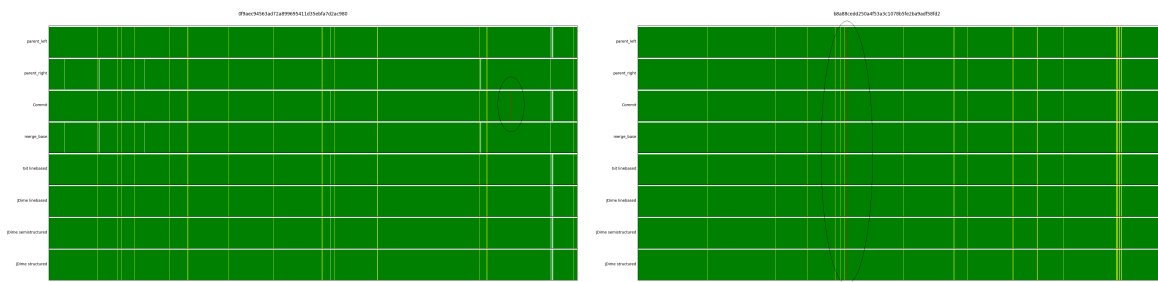 0f9aec94563ad72a899695411d35ebfa7d2ac980
parent_left
parent_right
Commit
merge_base
Git linebased
JDime linebased
JDime semistructured
JDime structured
b8a88cedd250a4f53a3c1078b5fe2ba9adf58fd2
parent_left
parent_right
Commit
merge_base
Git linebased
JDime linebased
JDime semistructured
JDime structured